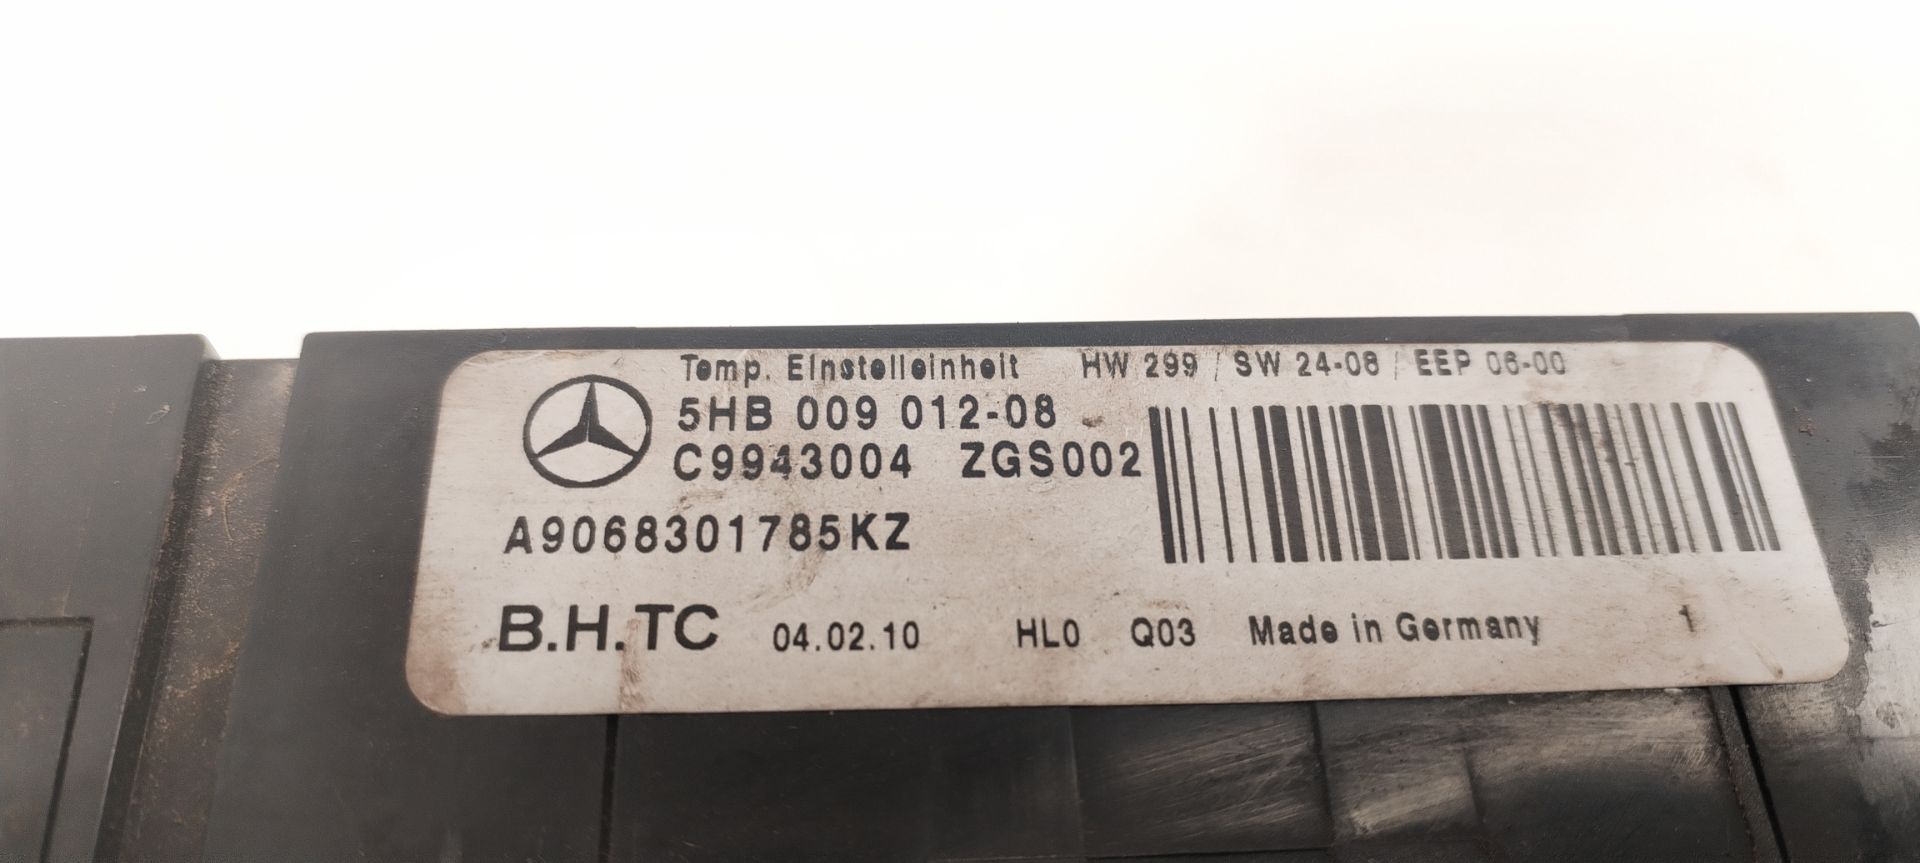 Temp. Einstelleinheit HW 299 / SW 24-08 / EEP 06-00
5HB 009 012-08
C9943004 ZGS002
A9068301785KZ
B.H.TC 04.02.10 HL0 Q03 Made in Germany 1